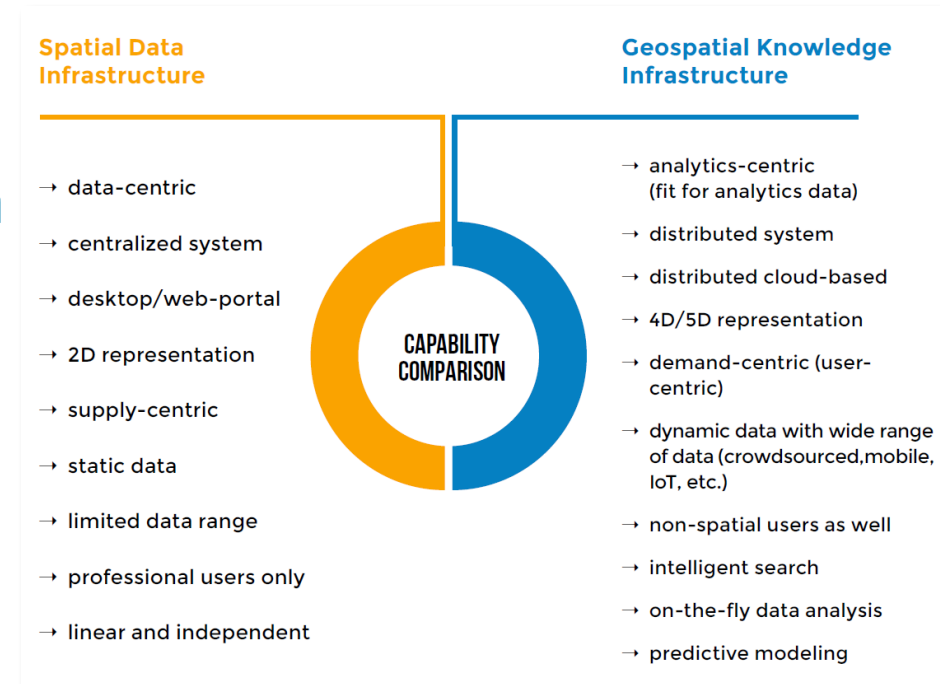 Spatial Data
Infrastructure
→ data-centric
→ centralized system
→ desktop/web-portal
→ 2D representation
→ supply-centric
→ static data
→ limited data range
→ professional users only
→ linear and independent
CAPABILITY
COMPARISON
Geospatial Knowledge
Infrastructure
→ analytics-centric
(fit for analytics data)
→ distributed system
→ distributed cloud-based
→ 4D/5D representation
→ demand-centric (user-
centric)
→ dynamic data with wide range
of data (crowdsourced,mobile,
IoT, etc.)
→ non-spatial users as well
→ intelligent search
→ on-the-fly data analysis
→ predictive modeling